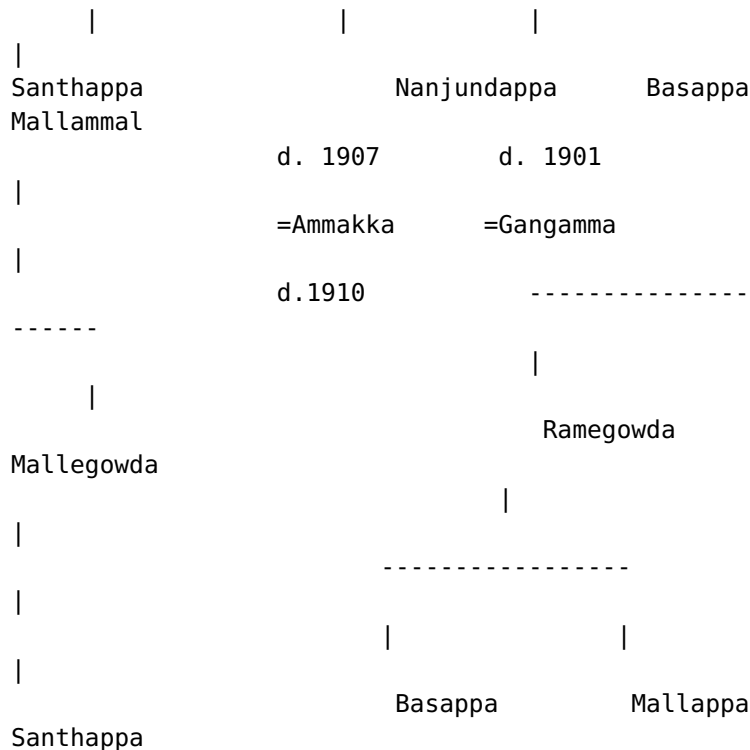 |                   |              |
|
Santhappa                    Nanjundappa       Basappa
Mallammal
                    d. 1907         d. 1901
|
                    =Ammakka       =Gangamma
|
                    d.1910             ---------------
------
                                       |
      |
                                        Ramegowda
Mallegowda
                                     |
|
                            -----------------
|
                            |                 |
|
                             Basappa          Mallappa
Santhappa